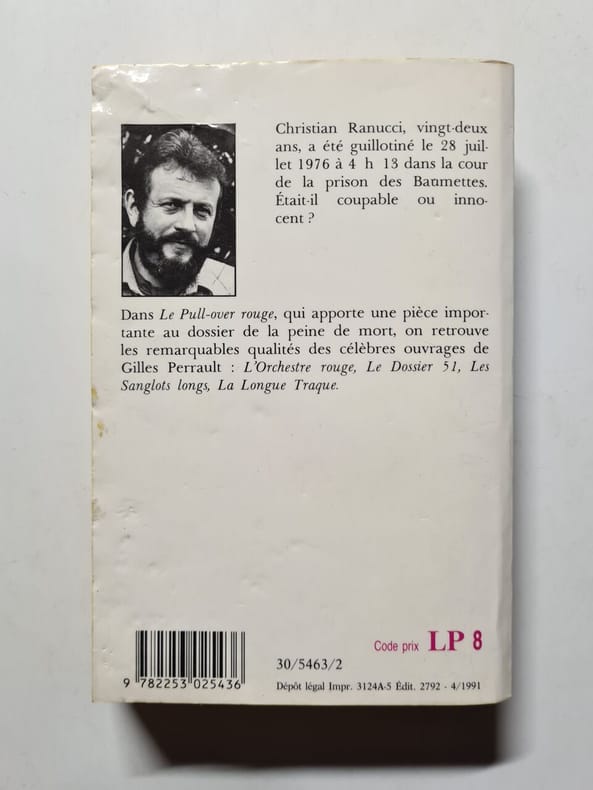 Christian Ranucci, vingt-deux
ans, a été guillotiné le 28 juil-
let 1976 à 4 h 13 dans la cour
de la prison des Baumettes.
Était-il coupable ou inno-
cent ?
Dans Le Pull-over rouge, qui apporte une pièce impor-
tante au dossier de la peine de mort, on retrouve
les remarquables qualités des célèbres ouvrages de
Gilles Perrault : L'Orchestre rouge, Le Dossier 51, Les
Sanglots longs, La Longue Traque.
Code prix LP 8
30/5463/2
9 782253 025436
Dépôt légal Impr. 3124A-5 Édit. 2792 - 4/1991